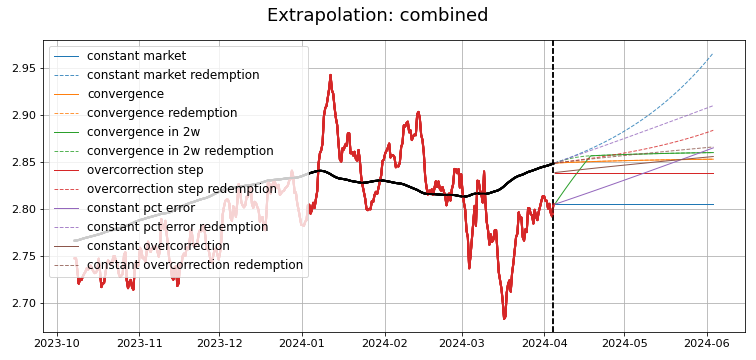 Extrapolation: combined
2.95
2.90
2.85
2.80
2.75
2.70
constant market
constant market redemption
convergence
convergence redemption
convergence in 2w
convergence in 2w redemption
overcorrection step
overcorrection step redemption
constant pct error
constant pct error redemption
constant overcorrection
constant overcorrection redemption
2023-10 2023-11 2023-12 2024-01 2024-02 2024-03 2024-04 2024-05 2024-06